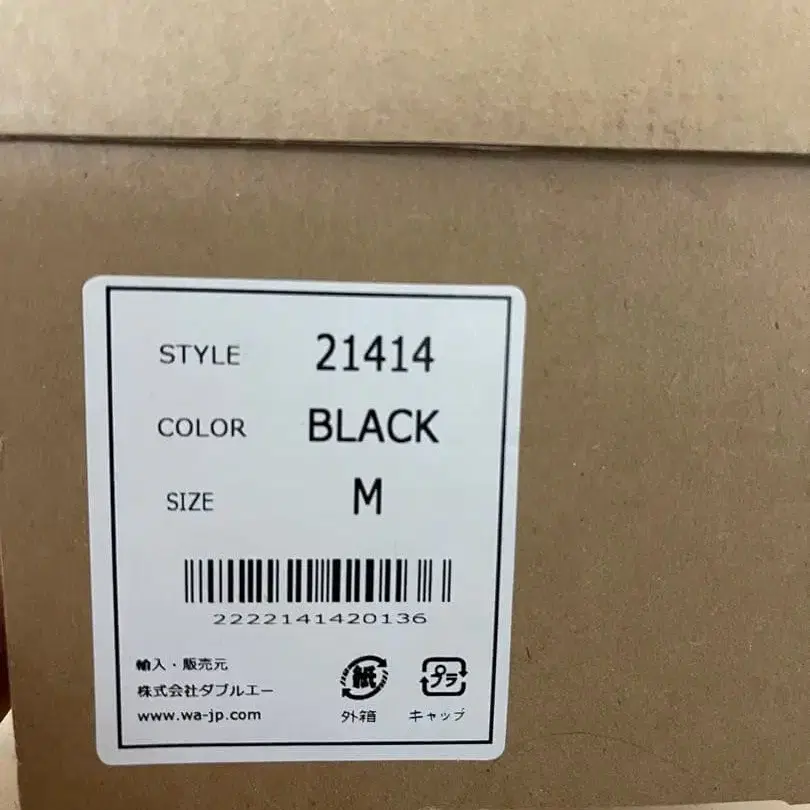 STYLE 21414
COLOR BLACK
SIZE M
2222141420136
輸入・販売元
株式会社ダブルエー
www.wa-jp.com
紙 プラ
外箱 キャップ